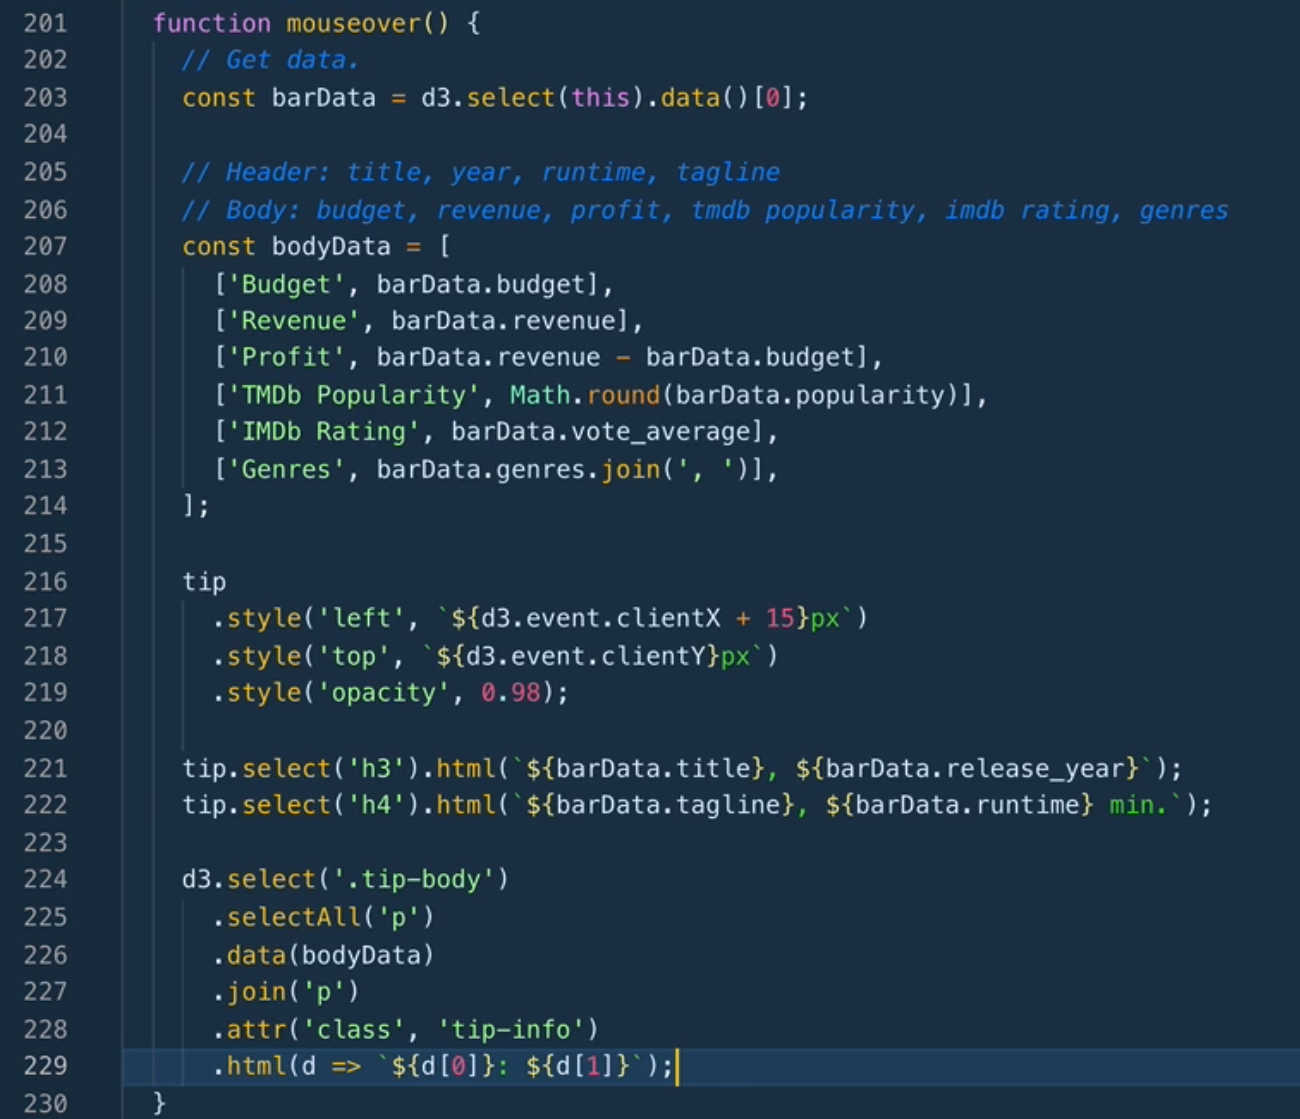 201 function mouseover() {
202 // Get data.
203 const barData = d3.select(this).data()[0];
204
205 // Header: title, year, runtime, tagline
206 // Body: budget, revenue, profit, tmdb popularity, imdb rating, genres
207 const bodyData = [
208 ['Budget', barData.budget],
209 ['Revenue', barData.revenue],
210 ['Profit', barData.revenue - barData.budget],
211 ['TMDb Popularity', Math.round(barData.popularity)],
212 ['IMDb Rating', barData.vote_average],
213 ['Genres', barData.genres.join(', ')],
214 ];
215
216 tip
217 .style('left', `${d3.event.clientX + 15}px`)
218 .style('top', `${d3.event.clientY}px`)
219 .style('opacity', 0.98);
220
221 tip.select('h3').html(`${barData.title}, ${barData.release_year}`);
222 tip.select('h4').html(`${barData.tagline}, ${barData.runtime} min.`);
223
224 d3.select('.tip-body')
225 .selectAll('p')
226 .data(bodyData)
227 .join('p')
228 .attr('class', 'tip-info')
229 .html(d => `${d[0]}: ${d[1]}`);
230 }